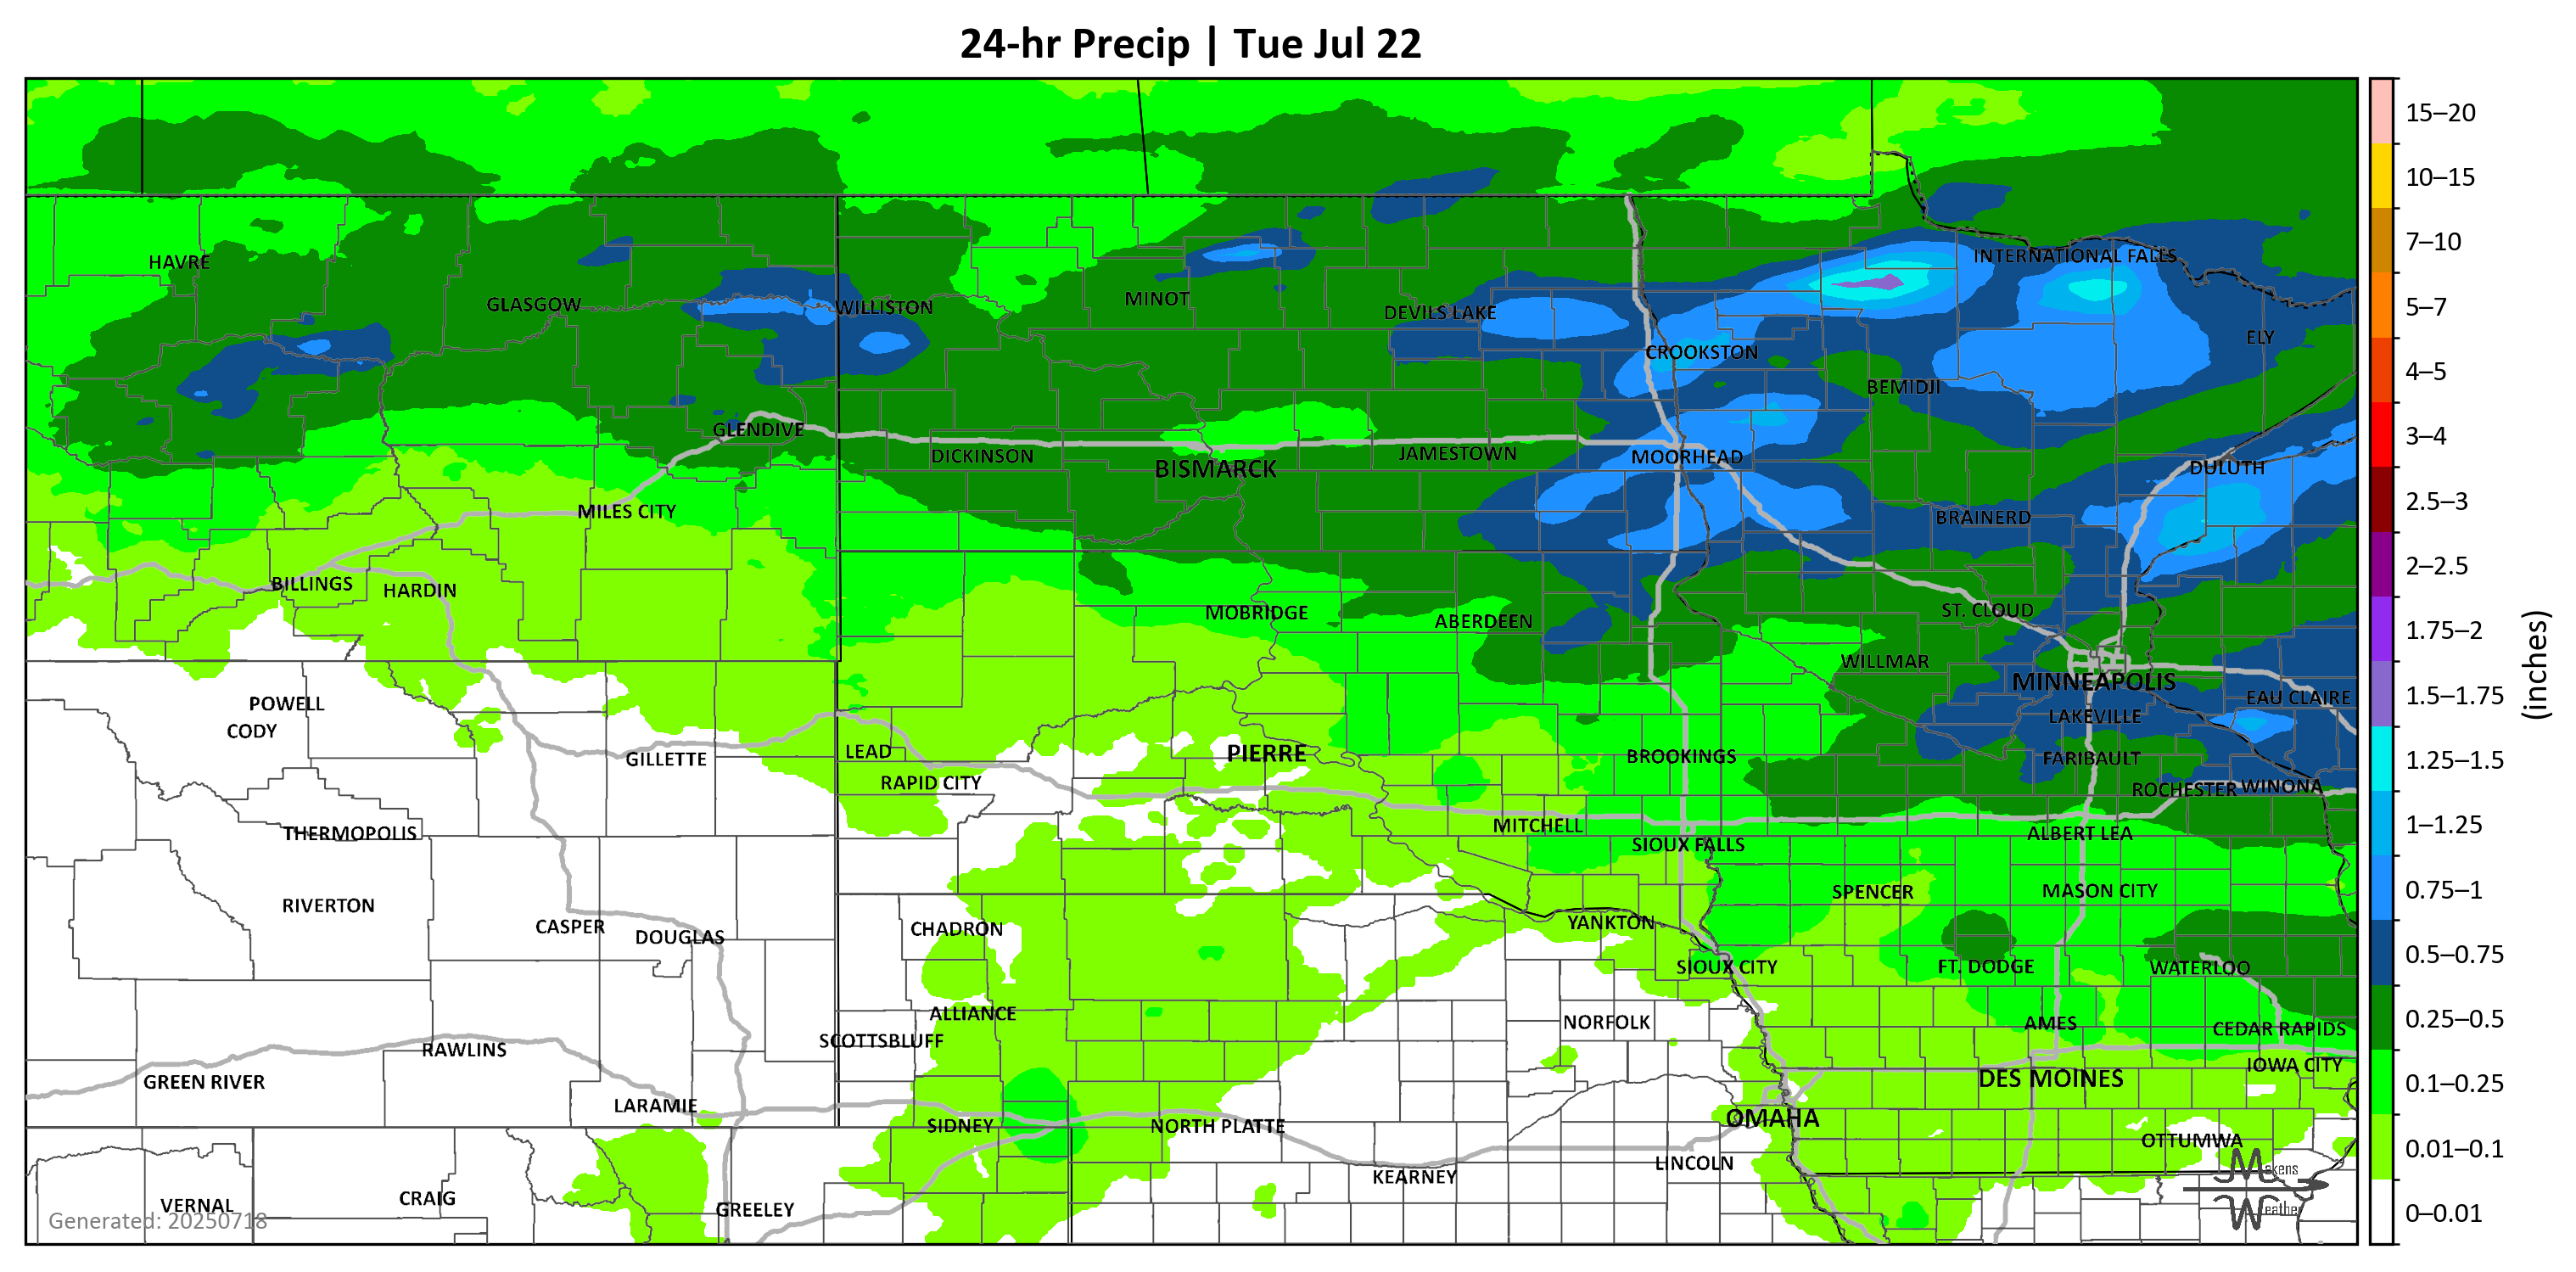 24-hr Precip | Tue Jul 22
15–20
10–15
7–10
5–7
4–5
3–4
2.5–3
2–2.5
1.75–2
1.5–1.75
1.25–1.5
1–1.25
0.75–1
0.5–0.75
0.25–0.5
0.1–0.25
0.01–0.1
0–0.01
(inches)
INTERNATIONAL FALLS
HAVRE
MINOT
GLASGOW
WILLISTON
DEVILS LAKE
ELY
CROOKSTON
BEMIDJI
GLENDIVE
DICKINSON
JAMESTOWN
MOORHEAD
BISMARCK
DULUTH
MILES CITY
BRAINERD
BILLINGS
HARDIN
MOBRIDGE
ABERDEEN
ST. CLOUD
WILLMAR
MINNEAPOLIS
EAU CLAIRE
POWELL
LAKEVILLE
CODY
LEAD
PIERRE
BROOKINGS
GILLETTE
FARIBAULT
RAPID CITY
ROCHESTER
WINONA
MITCHELL
THERMOPOLIS
ALBERT LEA
SIOUX FALLS
SPENCER
MASON CITY
RIVERTON
YANKTON
CASPER
CHADRON
DOUGLAS
SIOUX CITY
FT. DODGE
WATERLOO
ALLIANCE
NORFOLK
AMES
CEDAR RAPIDS
SCOTTSBLUFF
RAWLINS
IOWA CITY
GREEN RIVER
DES MOINES
LARAMIE
OMAHA
SIDNEY
NORTH PLATTE
OTTUMWA
LINCOLN
Makens
KEARNEY
CRAIG
VERNAL
GREELEY
Weather
Generated: 20250718